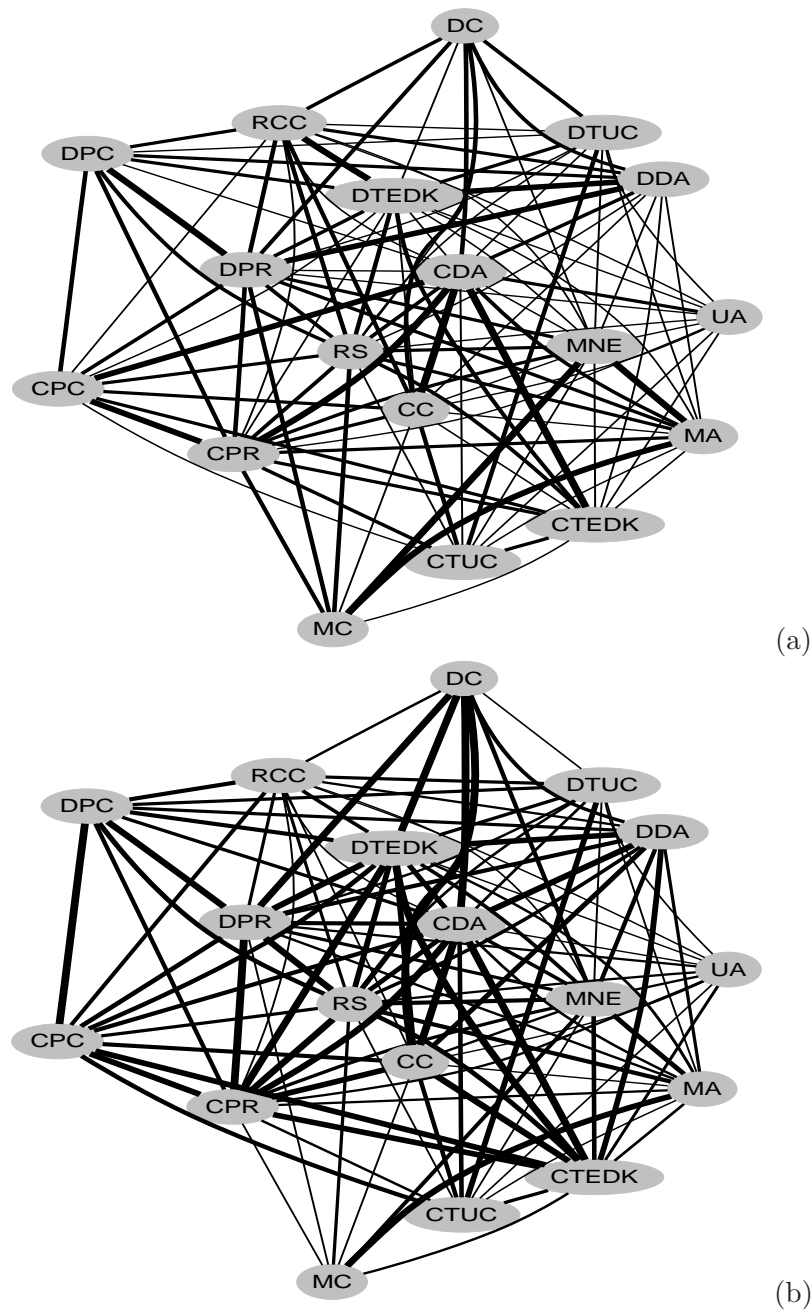 DC
RCC
DTUC
DPC
DDA
DTEDK
DPR
CDA
UA
RS
MNE
CPC
CC
MA
CPR
CTEDK
CTUC
MC
(a)
DC
RCC
DTUC
DPC
DDA
DTEDK
DPR
CDA
UA
RS
MNE
CPC
CC
MA
CPR
CTEDK
CTUC
MC
(b)